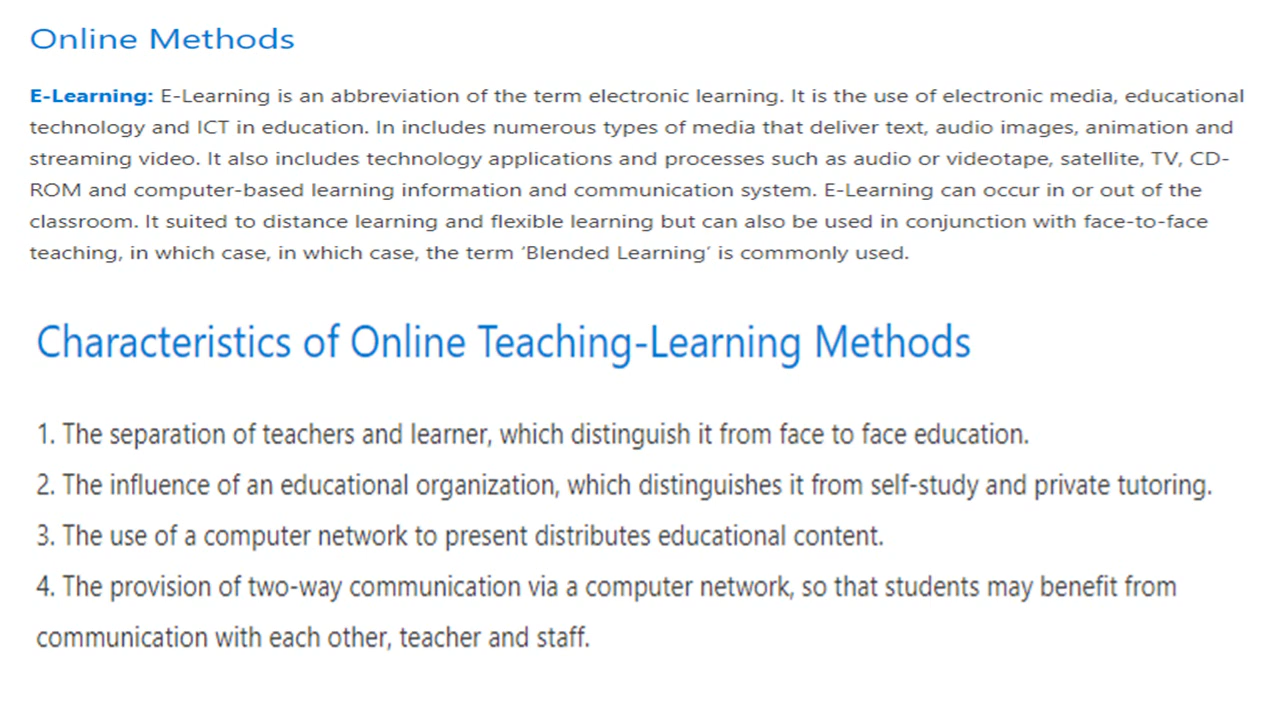 Online Methods
E-Learning: E-Learning is an abbreviation of the term electronic learning. It is the use of electronic media, educational
technology and ICT in education. In includes numerous types of media that deliver text, audio images, animation and
streaming video. It also includes technology applications and processes such as audio or videotape, satellite, TV, CD-
ROM and computer-based learning information and communication system. E-Learning can occur in or out of the
classroom. It suited to distance learning and flexible learning but can also be used in conjunction with face-to-face
teaching, in which case, in which case, the term ‘Blended Learning’ is commonly used.
Characteristics of Online Teaching-Learning Methods
1. The separation of teachers and learner, which distinguish it from face to face education.
2. The influence of an educational organization, which distinguishes it from self-study and private tutoring.
3. The use of a computer network to present distributes educational content.
4. The provision of two-way communication via a computer network, so that students may benefit from
communication with each other, teacher and staff.